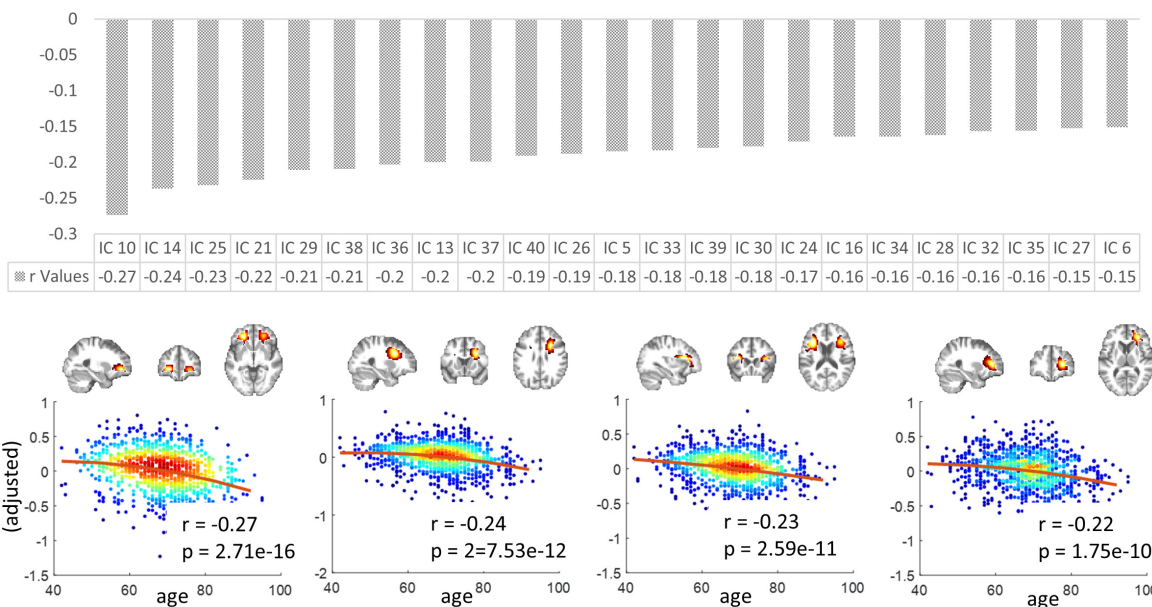 0
-0.05
-0.1
-0.15
-0.2
-0.25
-0.3
IC 10 IC 14 IC 25 IC 21 IC 29 IC 38 IC 36 IC 13 IC 37 IC 40 IC 26 IC 5 IC 33 IC 39 IC 30 IC 24 IC 16 IC 34 IC 28 IC 32 IC 35 IC 27 IC 6
r Values -0.27 -0.24 -0.23 -0.22 -0.21 -0.21 -0.2 -0.2 -0.2 -0.19 -0.19 -0.18 -0.18 -0.18 -0.18 -0.17 -0.16 -0.16 -0.16 -0.16 -0.16 -0.15 -0.15
(adjusted)
1
0.5
0
-0.5
-1
-1.5
r = -0.27
p = 2.71e-16
40 60 80 100
age
1
0
-1
-2
r = -0.24
p = 2=7.53e-12
40 60 80 100
age
1
0.5
0
-0.5
-1
-1.5
r = -0.23
p = 2.59e-11
40 60 80 100
age
1
0.5
0
-0.5
-1
-1.5
r = -0.22
p = 1.75e-10
40 60 80
age